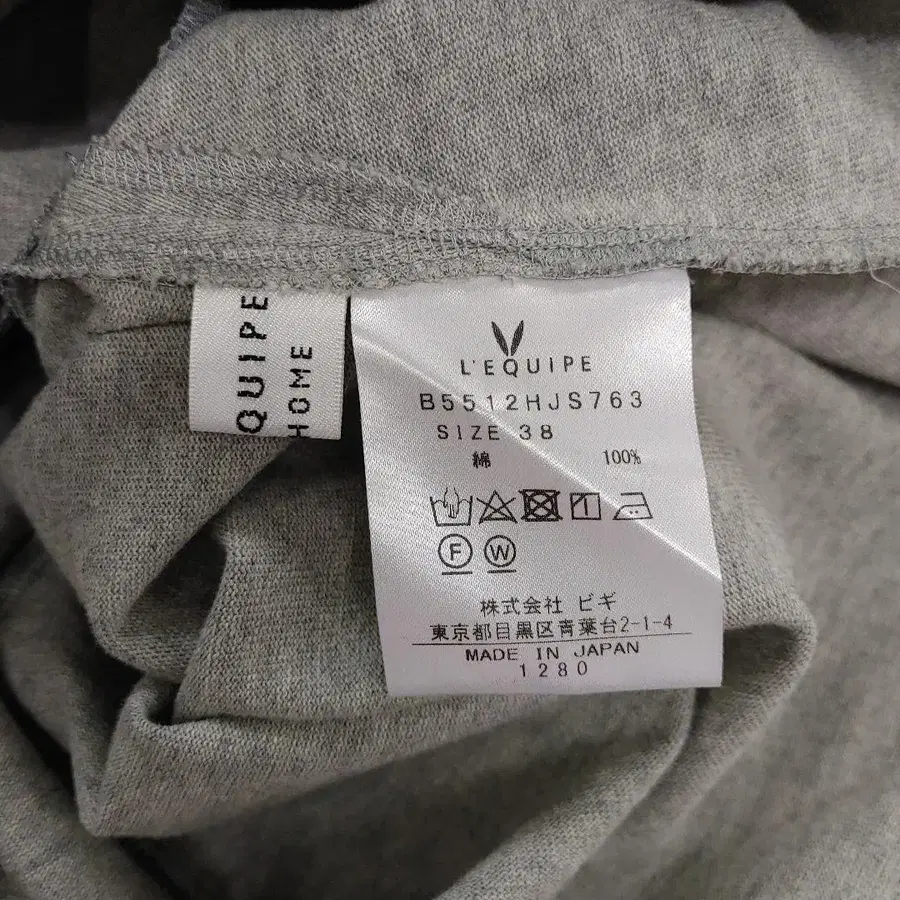 QUIPE
HOME
L'EQUIPE
B5512HJS763
SIZE 38
綿 100%
F W
株式会社 ビギ
東京都目黒区青葉台2-1-4
MADE IN JAPAN
1280